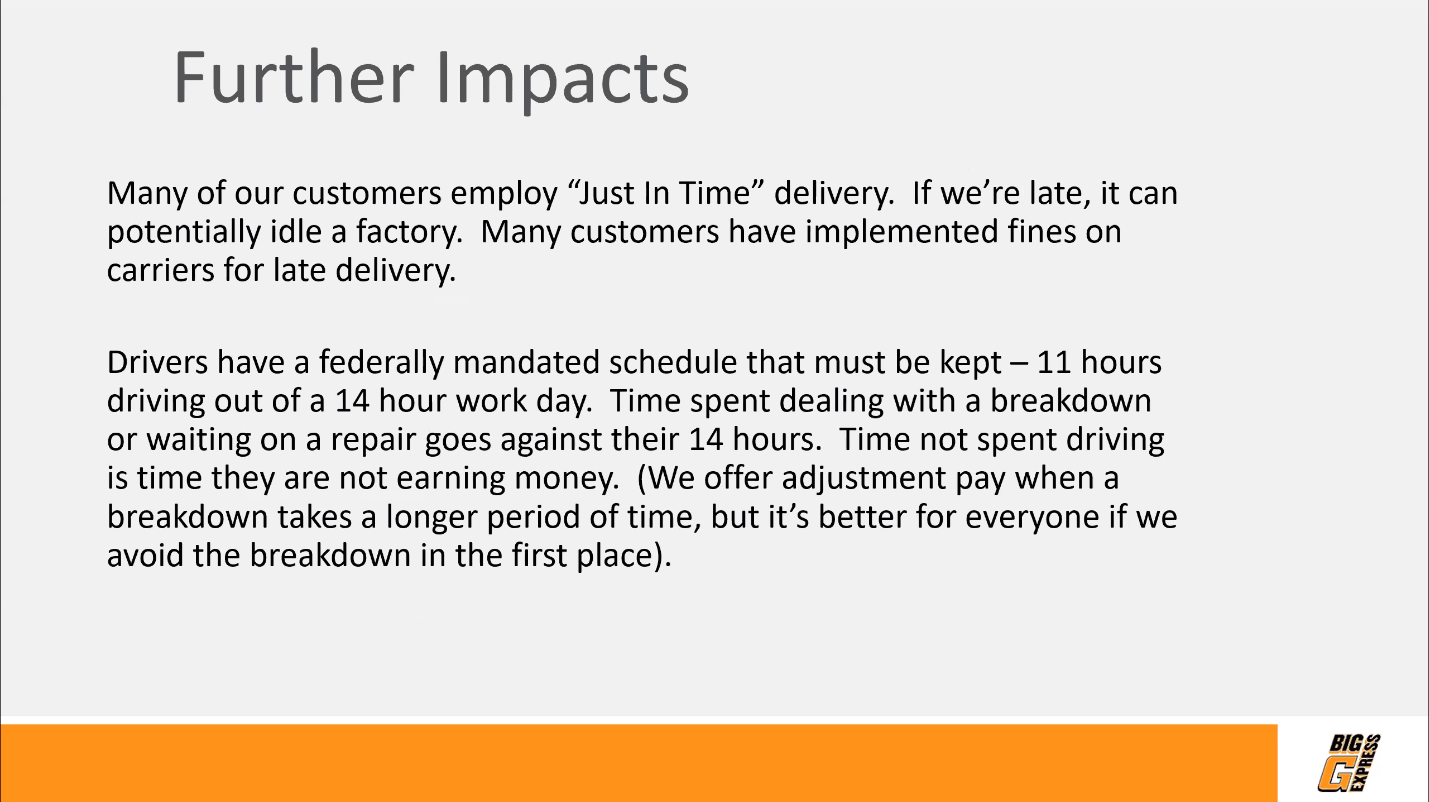 Further Impacts
Many of our customers employ “Just In Time” delivery.  If we’re late, it can
potentially idle a factory.  Many customers have implemented fines on
carriers for late delivery.
Drivers have a federally mandated schedule that must be kept – 11 hours
driving out of a 14 hour work day.  Time spent dealing with a breakdown
or waiting on a repair goes against their 14 hours.  Time not spent driving
is time they are not earning money.  (We offer adjustment pay when a
breakdown takes a longer period of time, but it’s better for everyone if we
avoid the breakdown in the first place).
BIG
G
EXPRESS